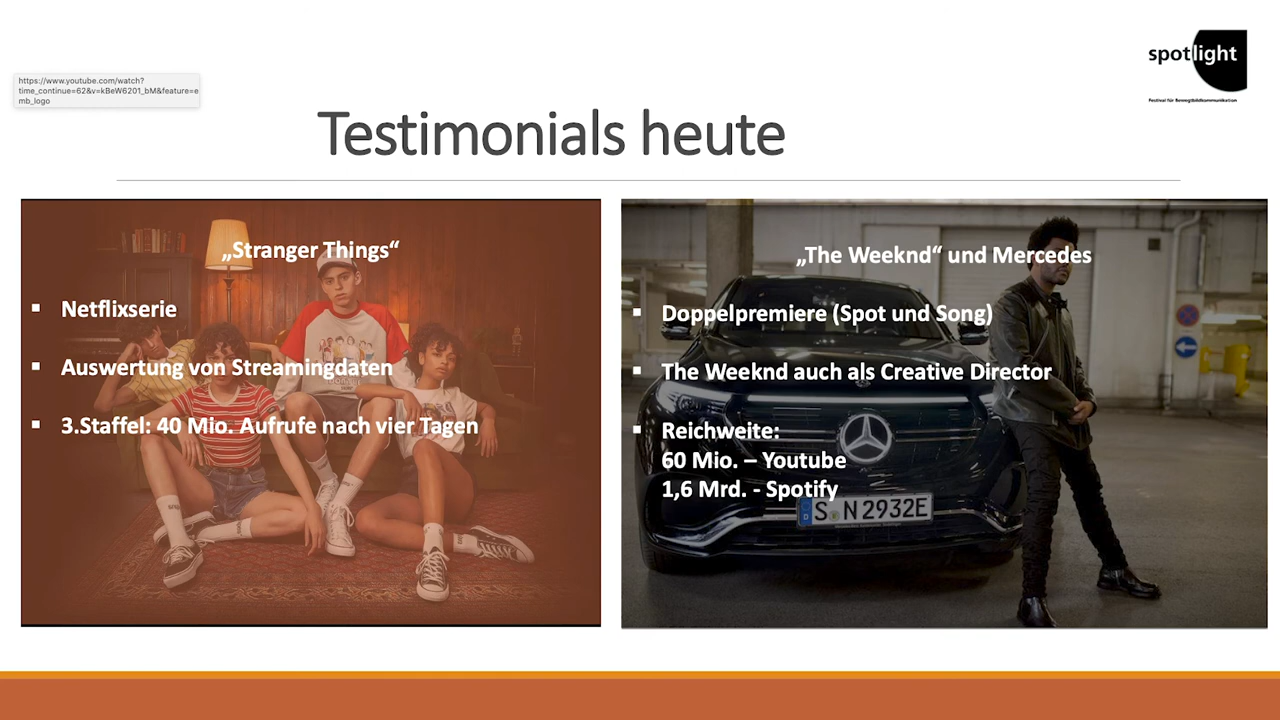 spotlight
Festival für Bewegtbildkommunikation
https://www.youtube.com/watch?
time_continue=62&v=kBeW6201_bM&feature=e
mb_logo
Testimonials heute
„Stranger Things“
▪ Netflixserie
▪ Auswertung von Streamingdaten
▪ 3.Staffel: 40 Mio. Aufrufe nach vier Tagen
„The Weeknd“ und Mercedes
▪ Doppelpremiere (Spot und Song)
▪ The Weeknd auch als Creative Director
▪ Reichweite:
60 Mio. – Youtube
1,6 Mrd. - Spotify
S N 2932E